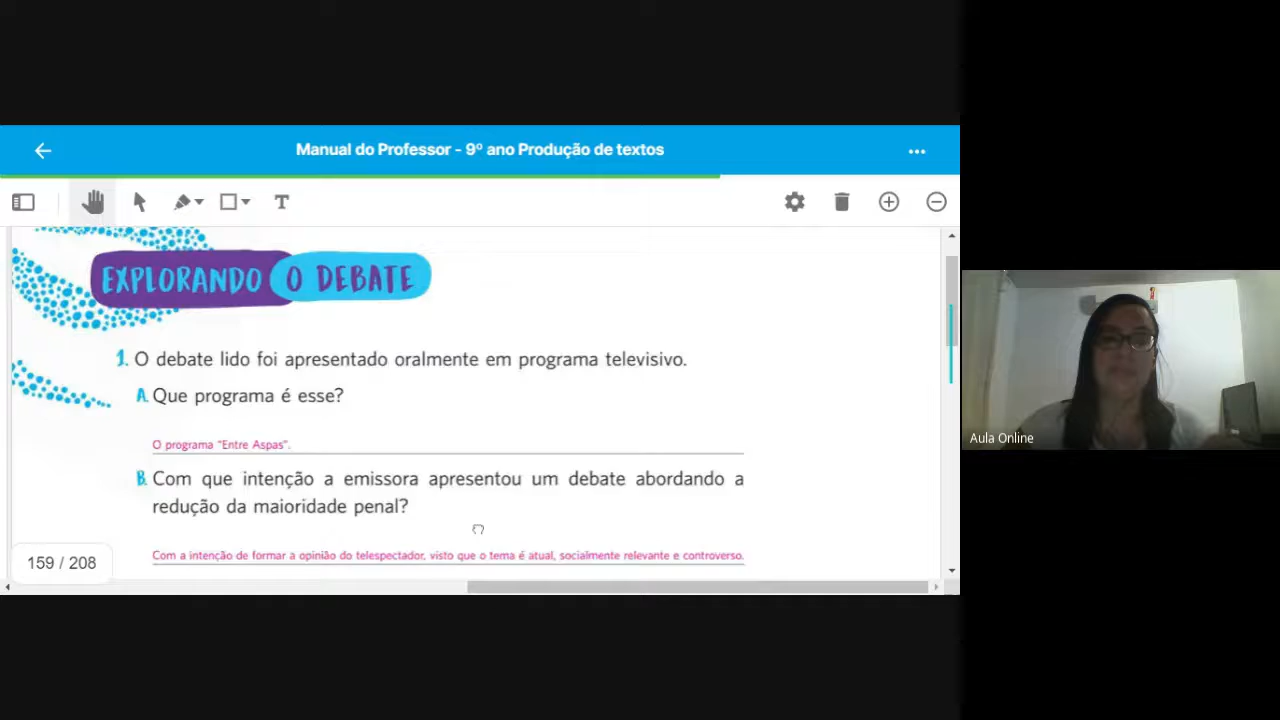 Manual do Professor - 9º ano Produção de textos
T
EXPLORANDO O DEBATE
1. O debate lido foi apresentado oralmente em programa televisivo.
A. Que programa é esse?
O programa "Entre Aspas".
B. Com que intenção a emissora apresentou um debate abordando a
redução da maioridade penal?
Com a intenção de formar a opinião do telespectador, visto que o tema é atual, socialmente relevante e controverso.
159 / 208
Aula Online